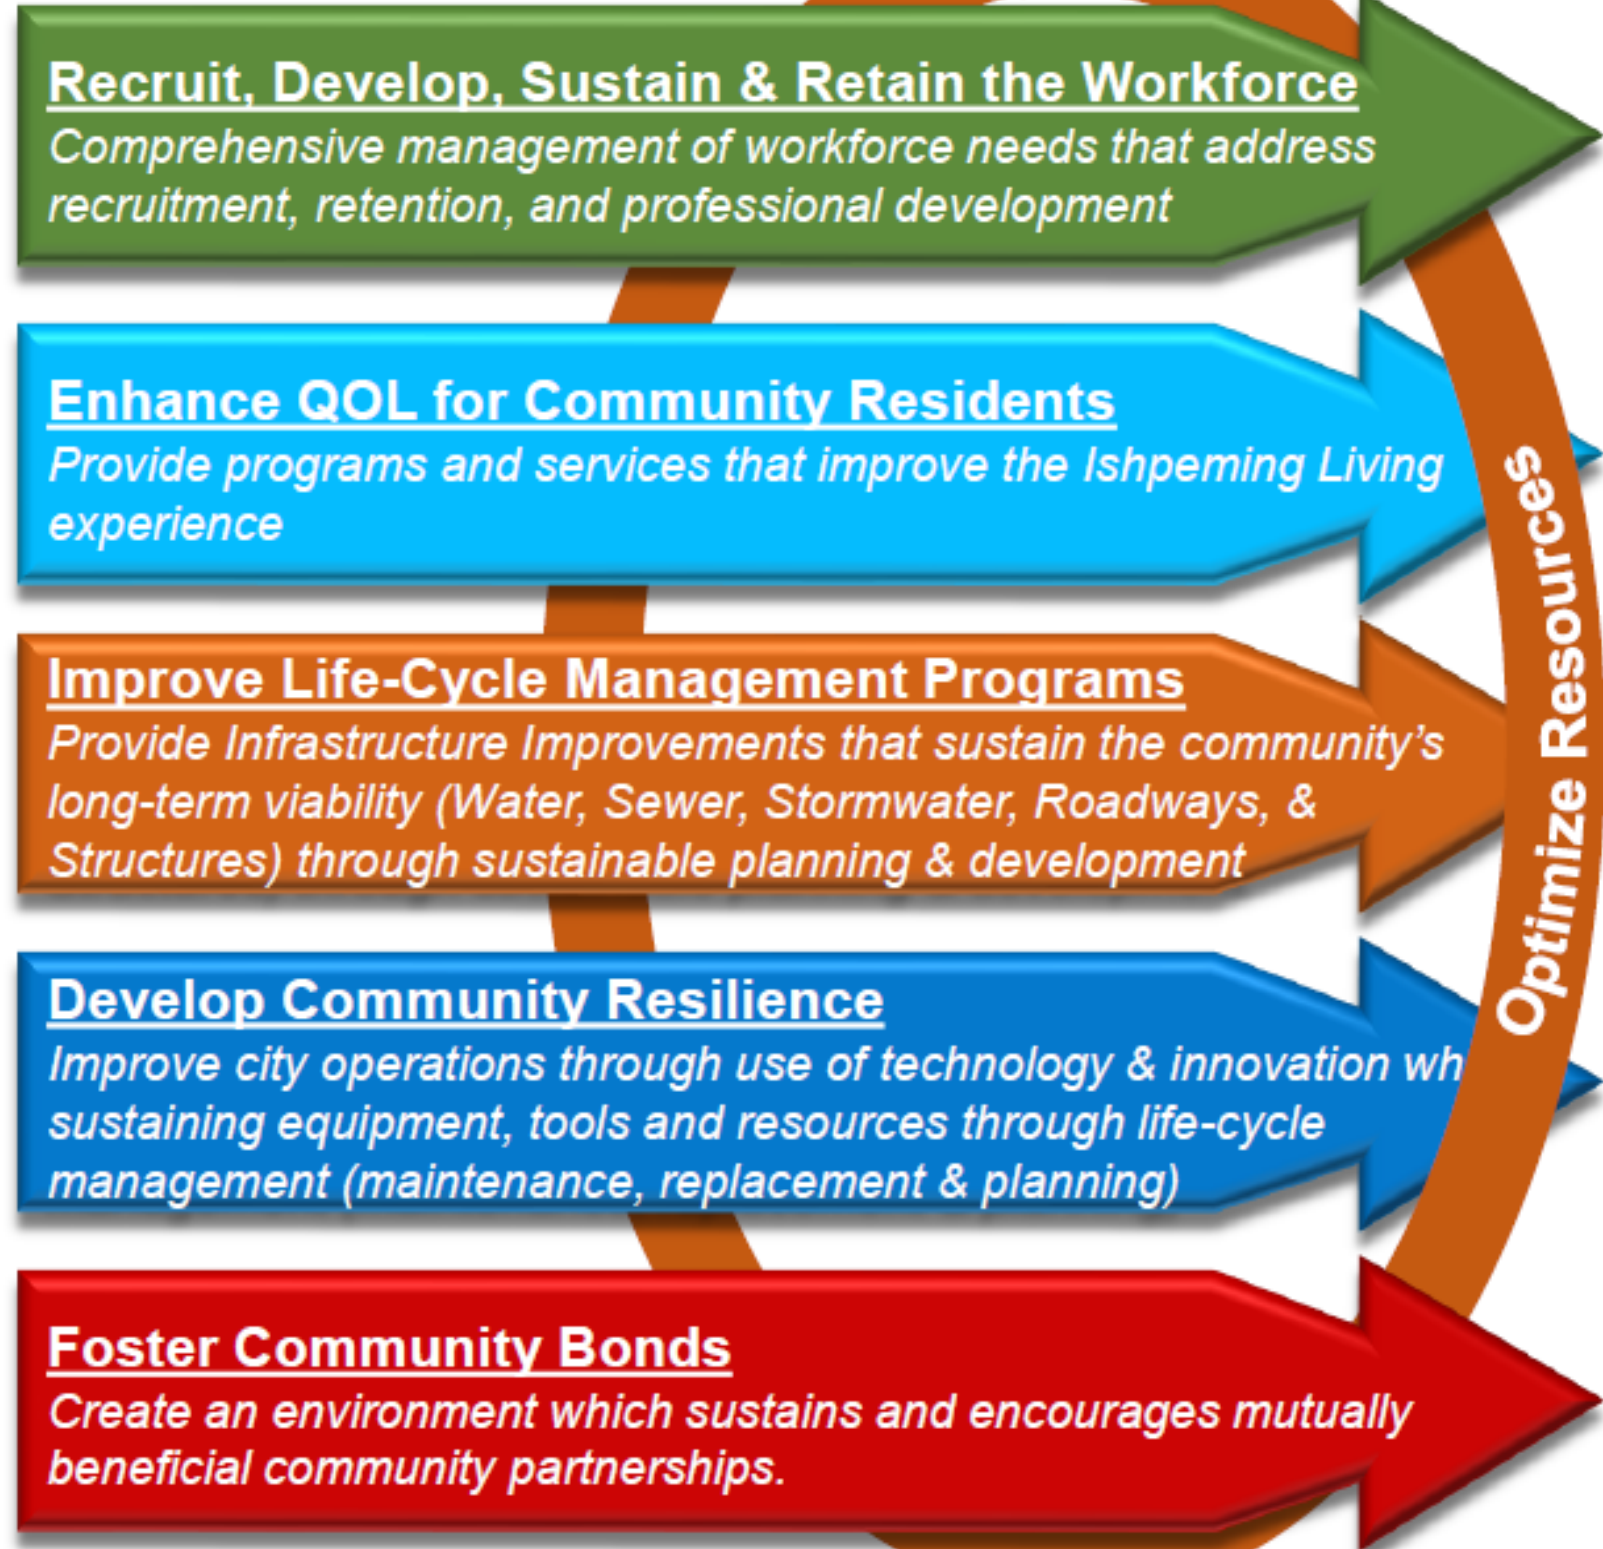 Recruit, Develop, Sustain & Retain the Workforce
Comprehensive management of workforce needs that address
recruitment, retention, and professional development
Enhance QOL for Community Residents
Provide programs and services that improve the Ishpeming Living
experience
Improve Life-Cycle Management Programs
Provide Infrastructure Improvements that sustain the community’s
long-term viability (Water, Sewer, Stormwater, Roadways, &
Structures) through sustainable planning & development
Develop Community Resilience
Improve city operations through use of technology & innovation
sustaining equipment, tools and resources through life-cycle
management (maintenance, replacement & planning)
Foster Community Bonds
Create an environment which sustains and encourages mutually
beneficial community partnerships.
Optimize Resources